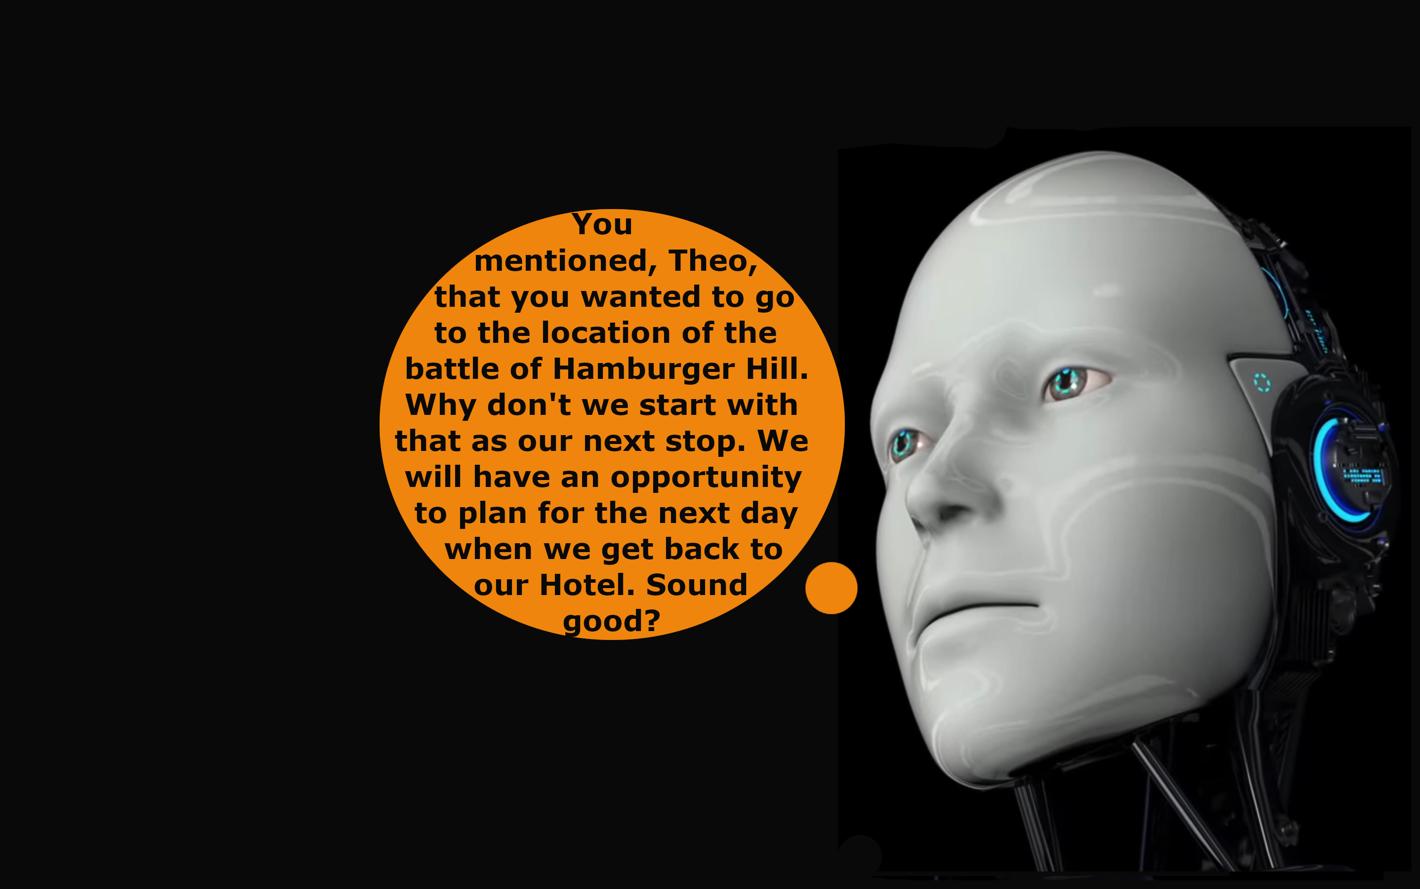 You
mentioned, Theo,
that you wanted to go
to the location of the
battle of Hamburger Hill.
Why don't we start with
that as our next stop. We
will have an opportunity
to plan for the next day
when we get back to
our Hotel. Sound
good?